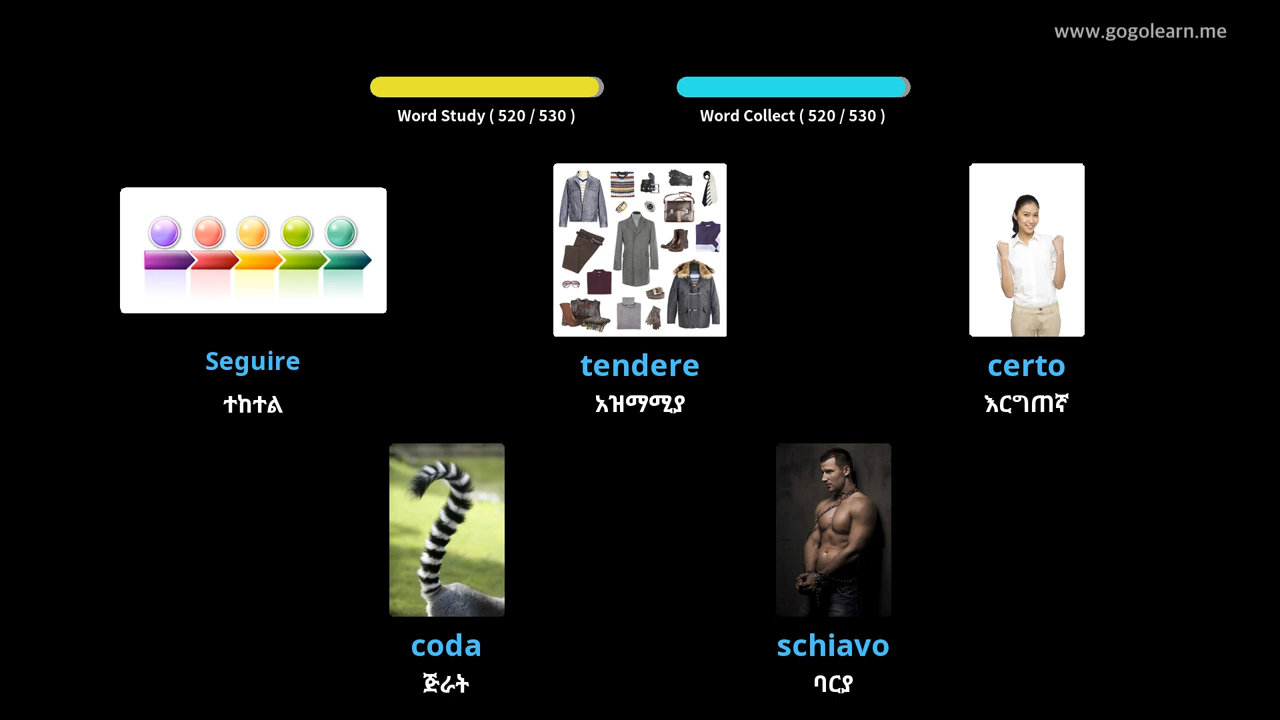 www.gogolearn.me
Word Study ( 520 / 530 )
Word Collect ( 520 / 530 )
Seguire
ተከተል
tendere
አዝማሚያ
certo
እርግጠኛ
coda
ጅራት
schiavo
ባርያ